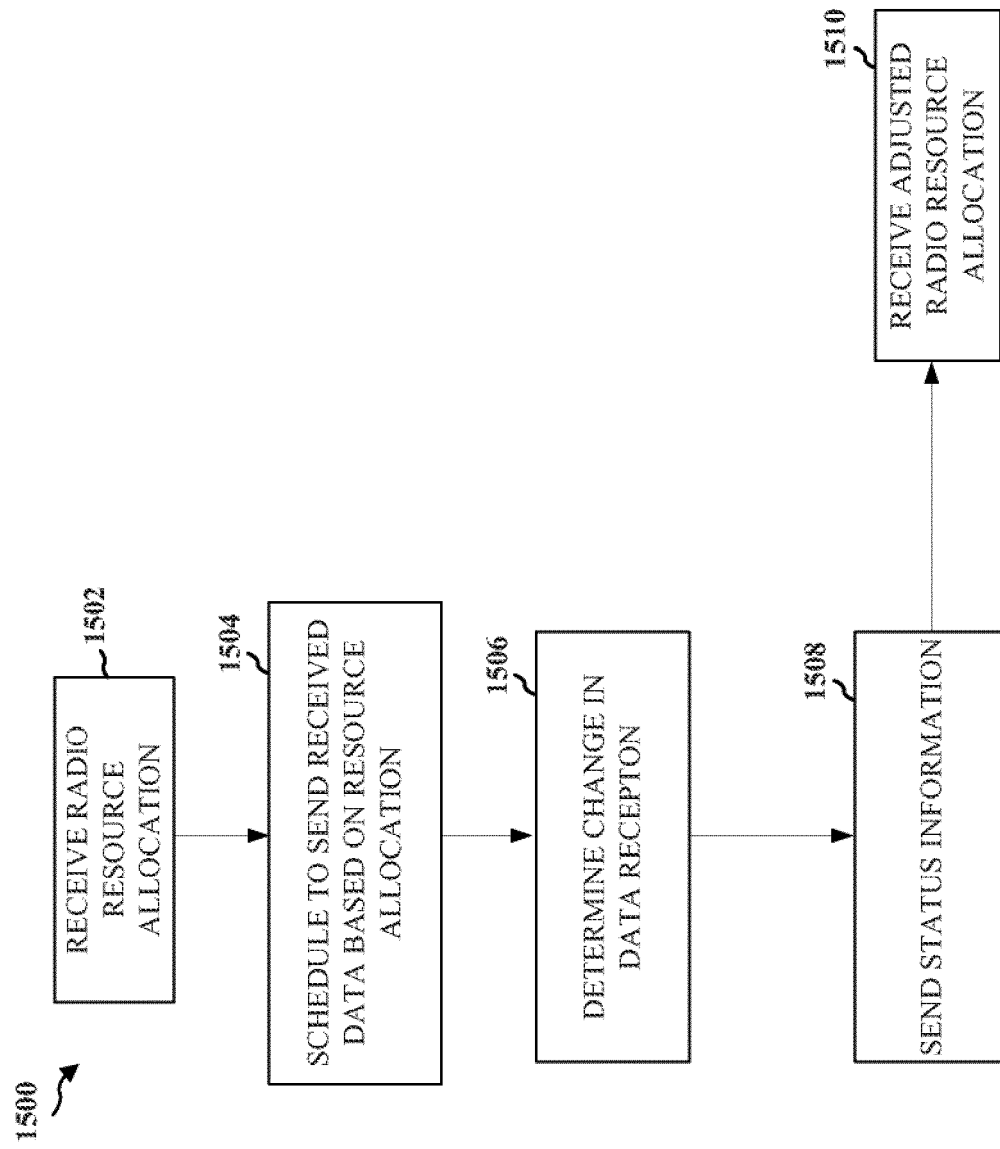 1500
1502
RECEIVE RADIO
RESOURCE
ALLOCATION
1504
SCHEDULE TO SEND RECEIVED
DATA BASED ON RESOURCE
ALLOCATION
1506
DETERMINE CHANGE IN
DATA RECEPTON
1508
SEND STATUS INFORMATION
1510
RECEIVE ADJUSTED
RADIO RESOURCE
ALLOCATION